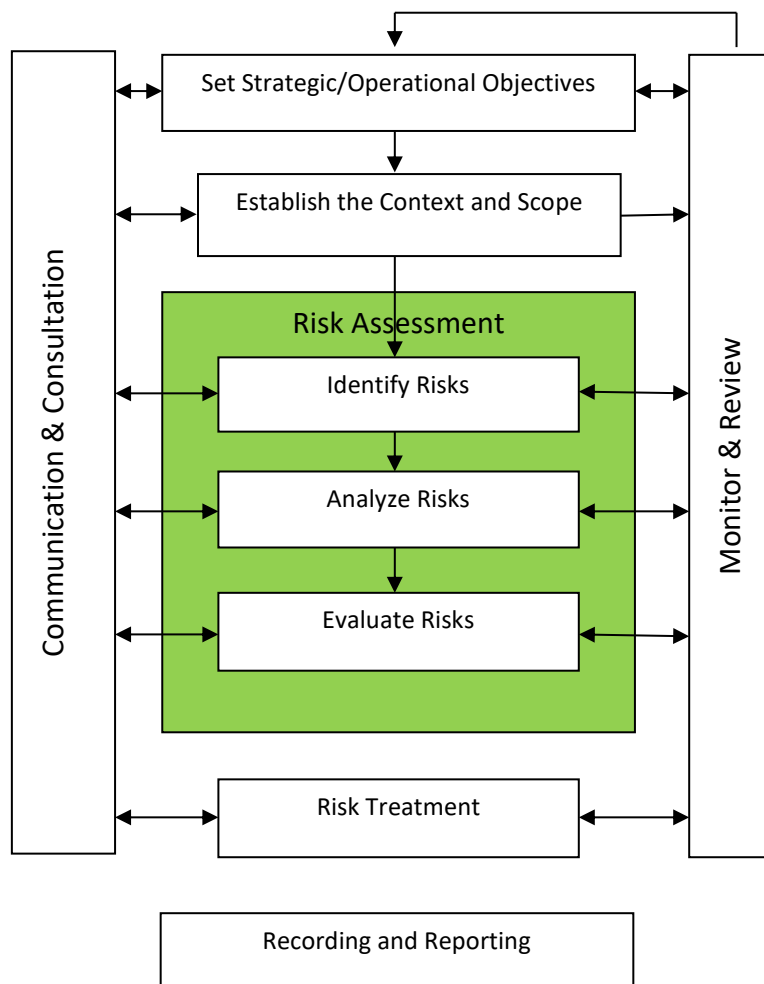 Set Strategic/Operational Objectives
Establish the Context and Scope
Risk Assessment
Identify Risks
Analyze Risks
Evaluate Risks
Risk Treatment
Recording and Reporting
Communication & Consultation
Monitor & Review